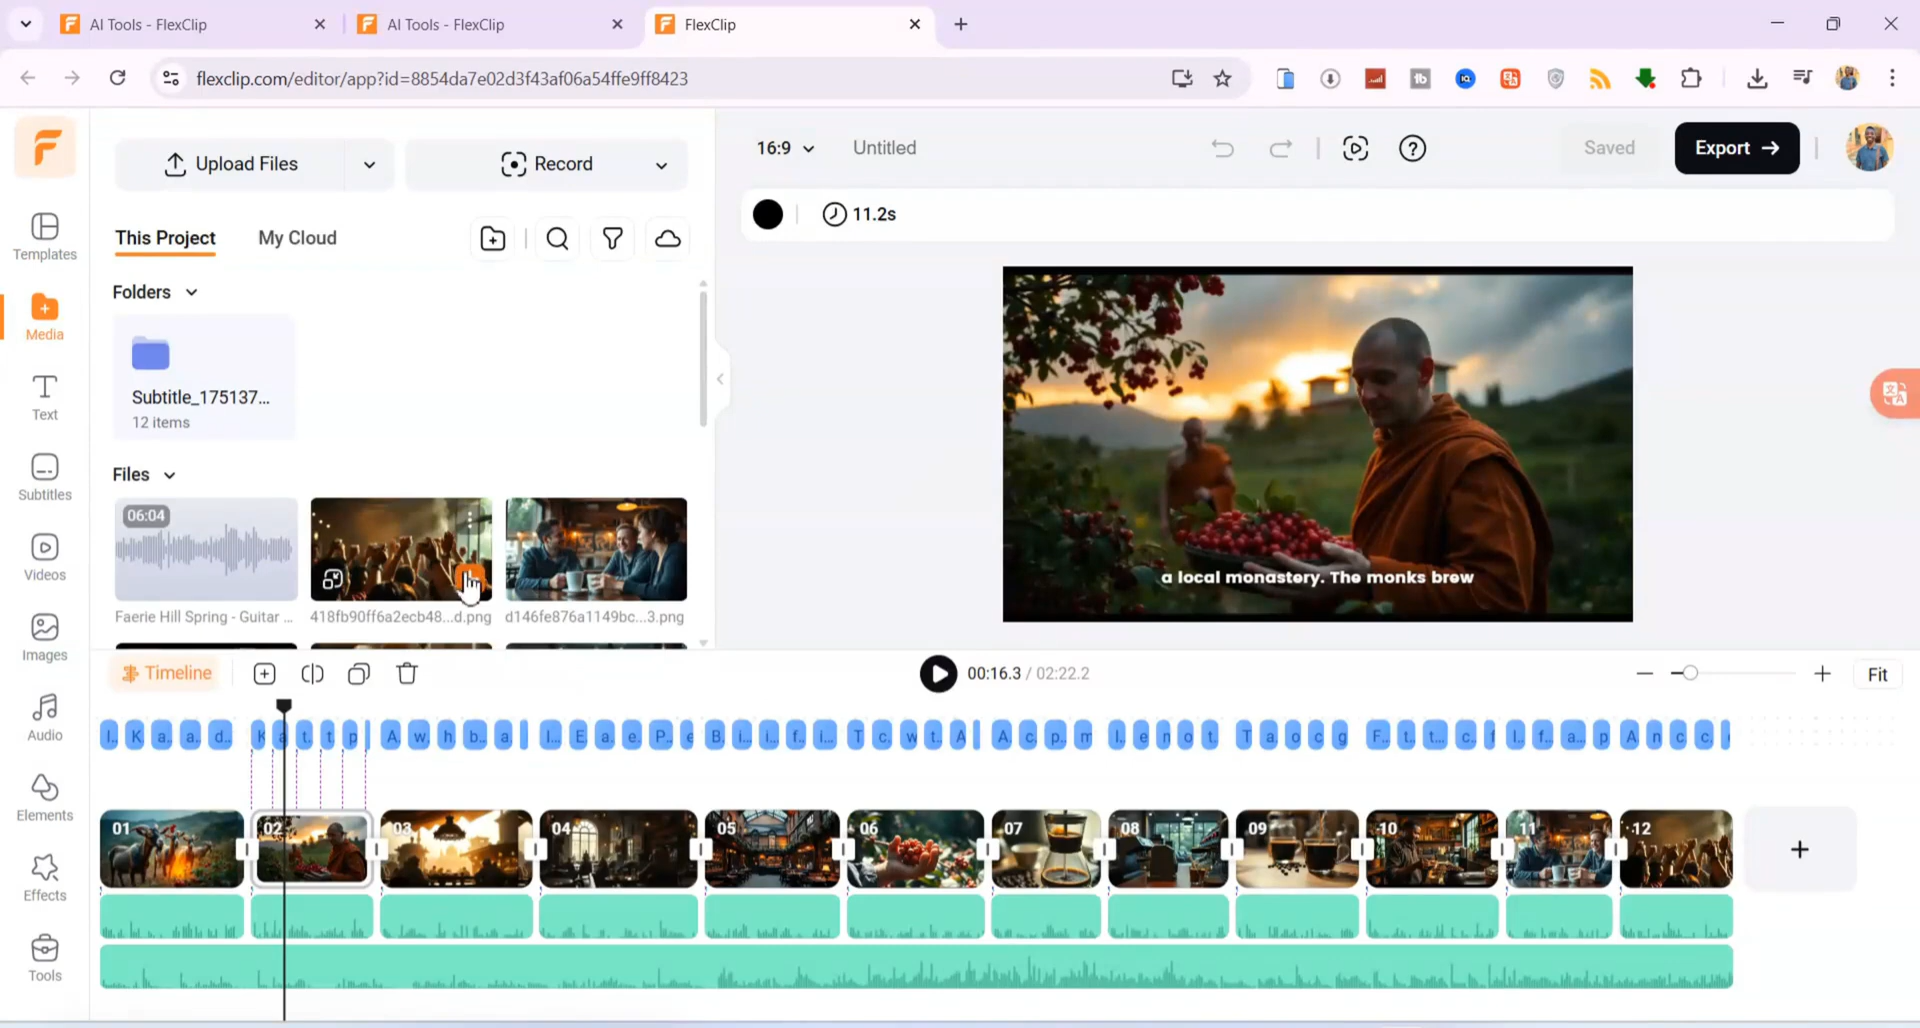 AI Tools - FlexClip
AI Tools - FlexClip
FlexClip
flexclip.com/editor/app?id=8854da7e02d3f43af06a54ffe9ff8423
Upload Files
Record
16:9
Untitled
Saved
Export →
11.2s
This Project
My Cloud
Templates
Media
Text
Subtitles
Videos
Images
Audio
Elements
Effects
Tools
Folders
Subtitle_175137...
12 items
Files
06:04
Faerie Hill Spring - Guitar ...
418fb90ff6a2ecb48...d.png
d146fe876a1149bc...3.png
a local monastery. The monks brew
Timeline
00:16.3 / 02:22.2
Fit
I. K a. a. d. K a t. t p A. w. h. b.. a. I.. E a. e. P.. e B. i... i.. f. i... T c. w t. A A. c. p. m I. e n o t. T a. o c g F.. t. t... c. f I. f. a.. p A n c c.
01 02 03 04 05 06 07 08 09 10 11 12